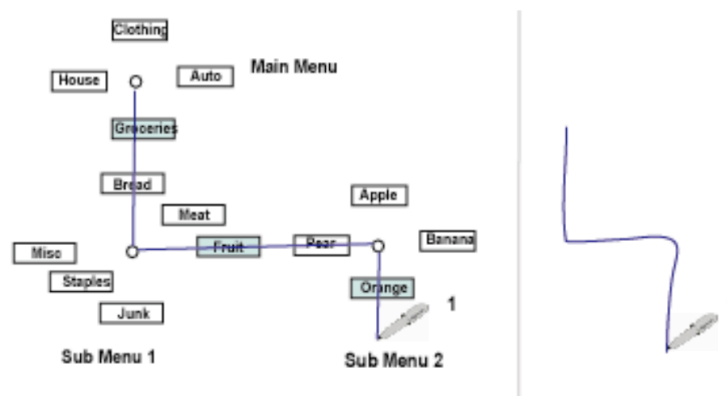 Clothing
House
Auto
Main Menu
Groceries
Bread
Meat
Apple
Misc
Fruit
Pear
Banana
Staples
Orange
Junk
1
Sub Menu 1
Sub Menu 2